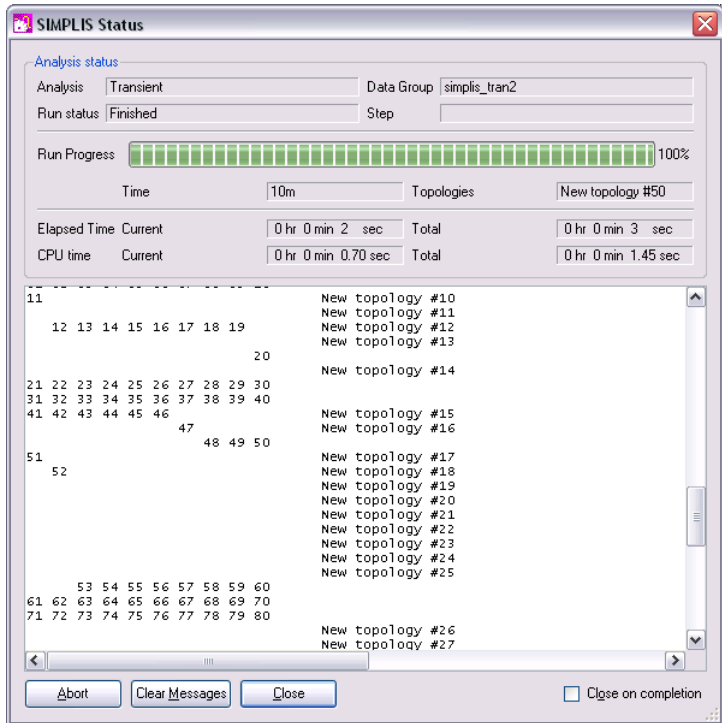 SIMPLIS Status
Analysis status
Analysis Transient Data Group simplis_tran2
Run status Finished Step
Run Progress 100%
Time 10m Topologies New topology #50
Elapsed Time Current 0 hr 0 min 2 sec Total 0 hr 0 min 3 sec
CPU time Current 0 hr 0 min 0.70 sec Total 0 hr 0 min 1.45 sec
11 New topology #10
New topology #11
12 13 14 15 16 17 18 19 New topology #12
New topology #13
20
New topology #14
21 22 23 24 25 26 27 28 29 30
31 32 33 34 35 36 37 38 39 40
41 42 43 44 45 46 New topology #15
47 New topology #16
48 49 50
51 New topology #17
52 New topology #18
New topology #19
New topology #20
New topology #21
New topology #22
New topology #23
New topology #24
New topology #25
53 54 55 56 57 58 59 60
61 62 63 64 65 66 67 68 69 70
71 72 73 74 75 76 77 78 79 80
New topology #26
New topology #27
Abort Clear Messages Close Close on completion